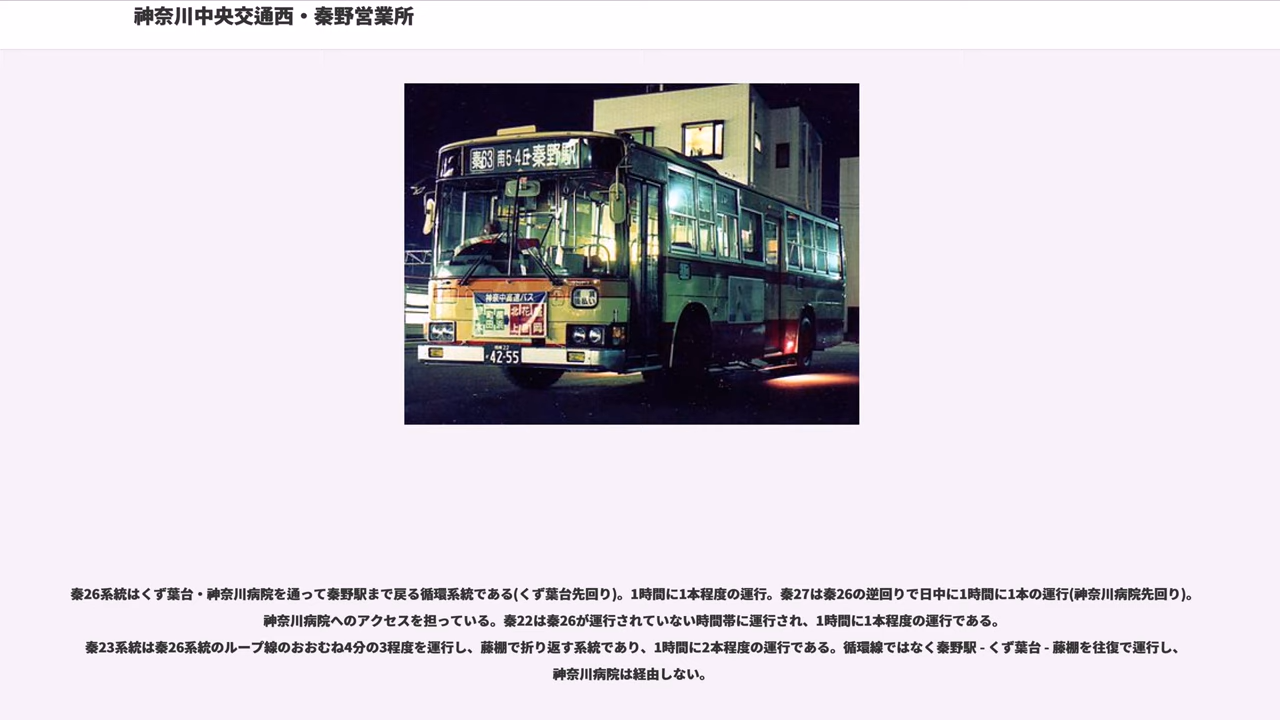 神奈川中央交通西・秦野営業所
秦63 南5-4丘 秦野駅
神奈中高速バス
42-55
秦26系統はくず葉台・神奈川病院を通って秦野駅まで戻る循環系統である(くず葉台先回り)。1時間に1本程度の運行。秦27は秦26の逆回りで日中に1時間に1本の運行(神奈川病院先回り)。
神奈川病院へのアクセスを担っている。秦22は秦26が運行されていない時間帯に運行され、1時間に1本程度の運行である。
秦23系統は秦26系統のループ線のおおむね4分の3程度を運行し、藤棚で折り返す系統であり、1時間に2本程度の運行である。循環線ではなく秦野駅 - くず葉台 - 藤棚を往復で運行し、
神奈川病院は経由しない。